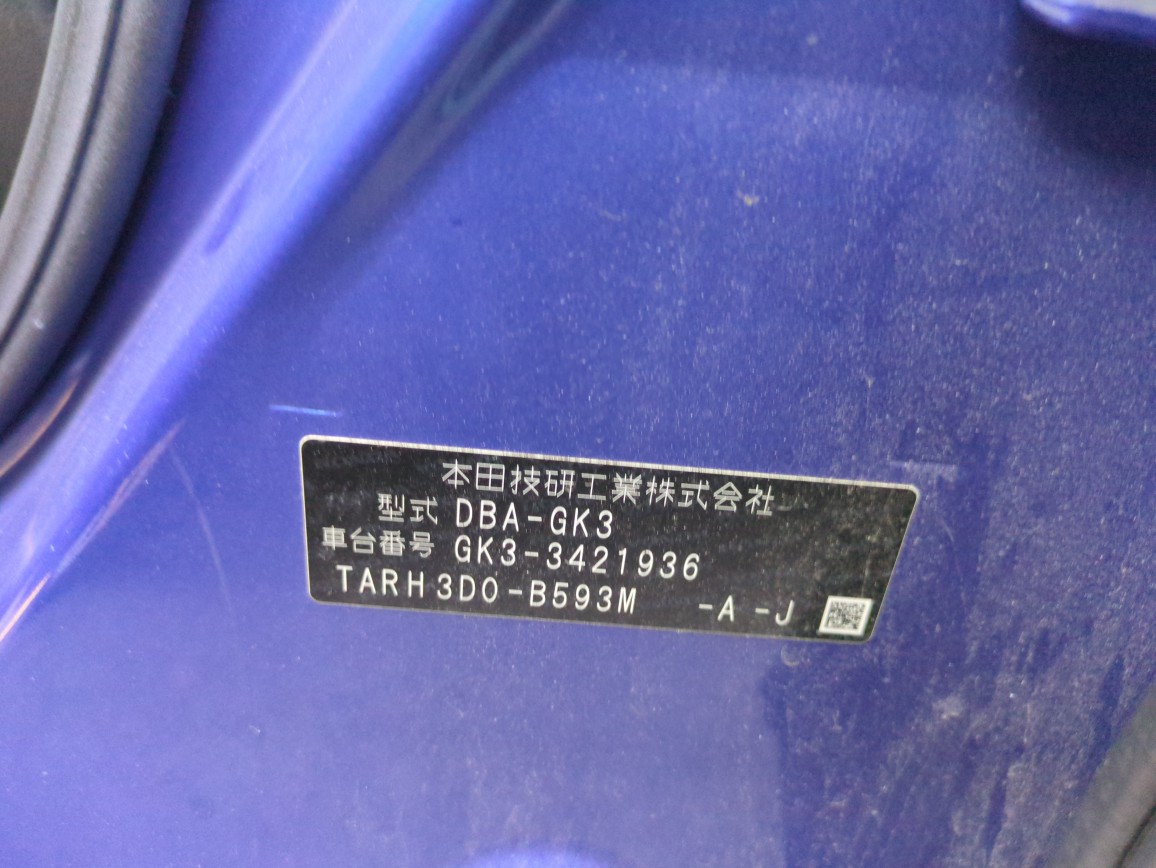 本田技研工業株式会社
型式 DBA-GK3
車台番号 GK3-3421936
TARH3D0-B593M -A -J